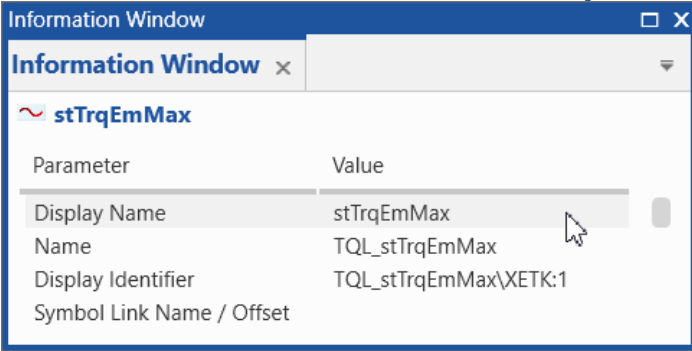 Information Window
Information Window
stTrqEmMax
Parameter Value
Display Name stTrqEmMax
Name TQL_stTrqEmMax
Display Identifier TQL_stTrqEmMax\XETK:1
Symbol Link Name / Offset